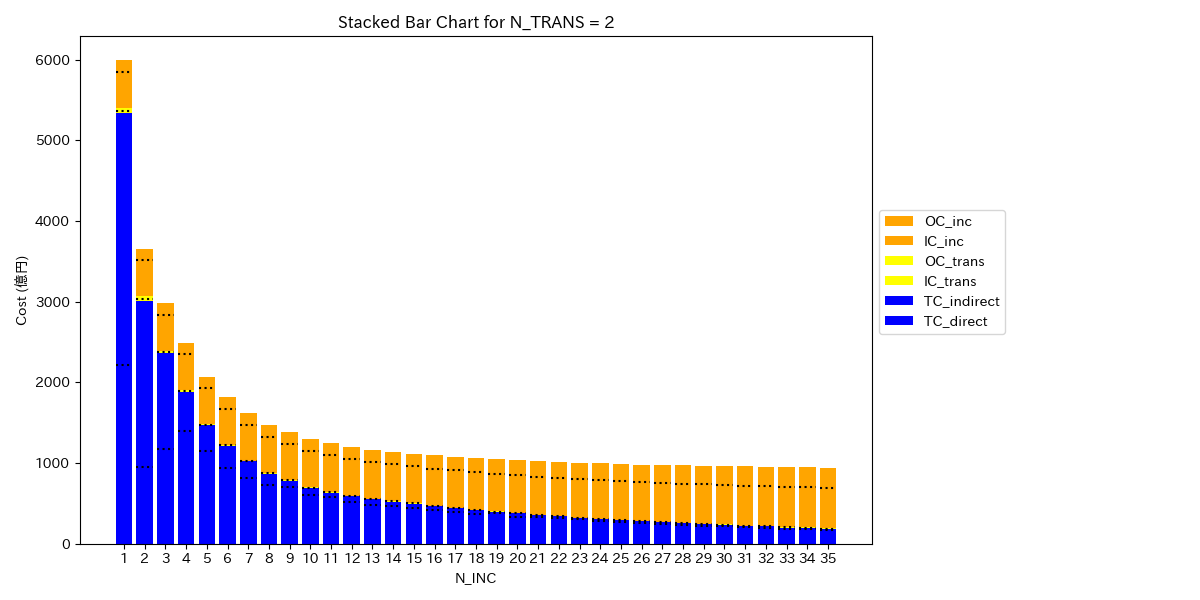 Stacked Bar Chart for N_TRANS = 2
Cost (億円)
6000
5000
4000
3000
2000
1000
0
1 2 3 4 5 6 7 8 9 10 11 12 13 14 15 16 17 18 19 20 21 22 23 24 25 26 27 28 29 30 31 32 33 34 35
N_INC
OC_inc
IC_inc
OC_trans
IC_trans
TC_indirect
TC_direct